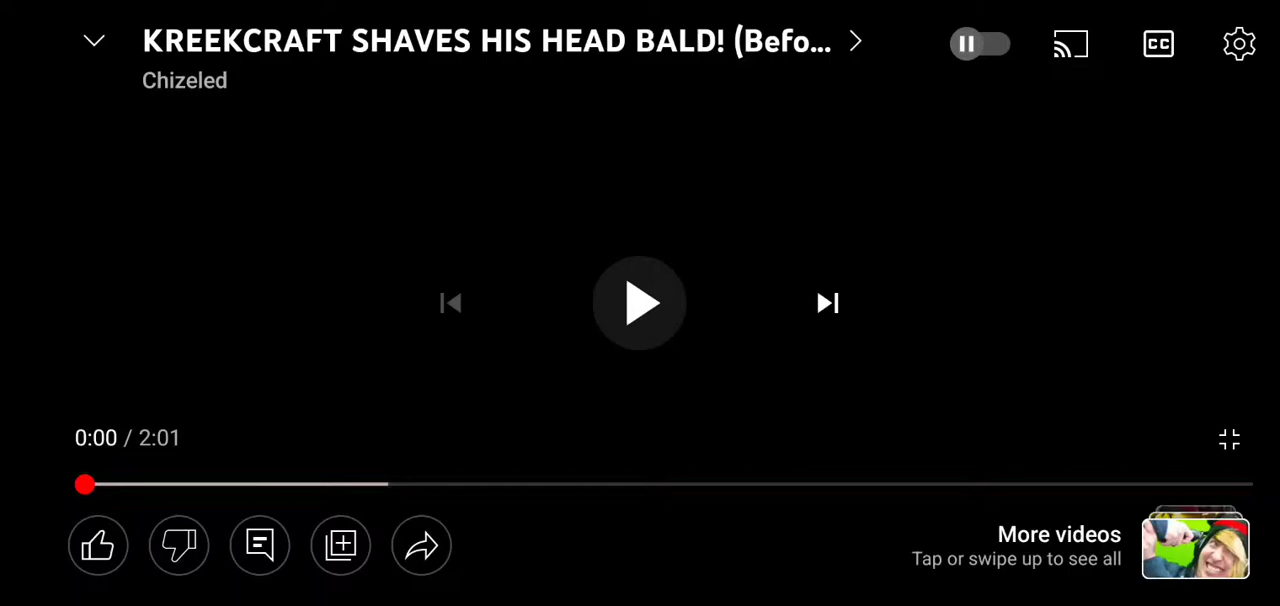 KREEKCRAFT SHAVES HIS HEAD BALD! (Befo...
Chizeled
CC
0:00 / 2:01
More videos
Tap or swipe up to see all